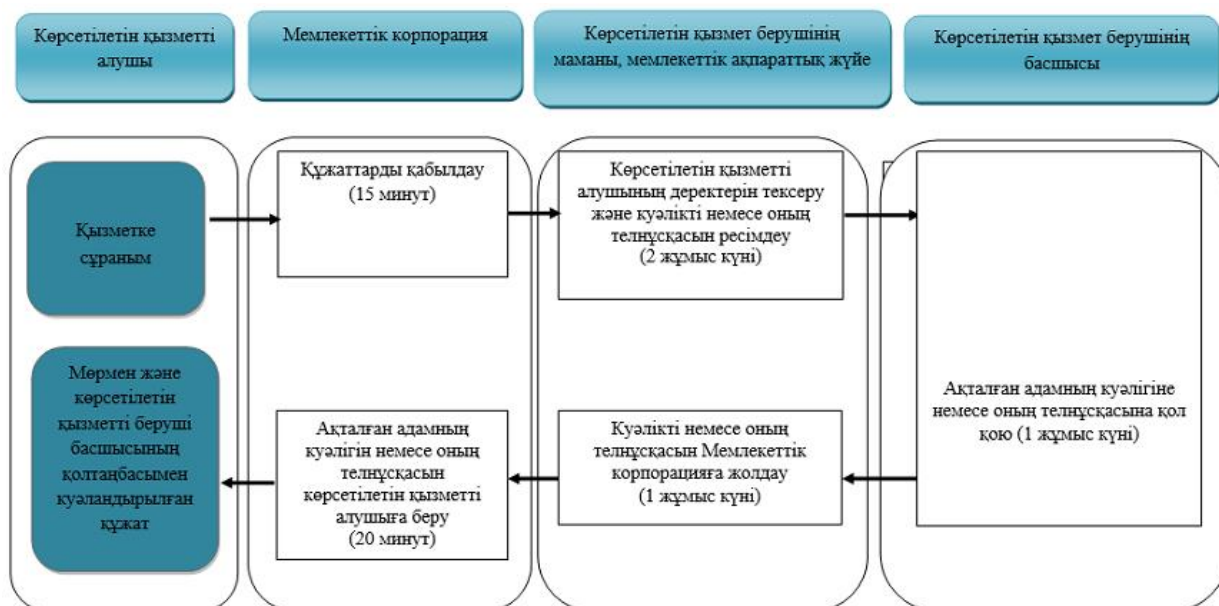 Көрсетілетін қызметті
алушы
Мемлекеттік корпорация
Көрсетілетін қызмет берушінің
маманы, мемлекеттік ақпараттық жүйе
Көрсетілетін қызмет берушінің
басшысы
Қызметке
сұраным
Құжаттарды қабылдау
(15 минут)
Көрсетілетін қызметті
алушының деректерін тексеру
және куәлікті немесе оның
телнұсқасын ресімдеу
(2 жұмыс күні)
Ақталған адамның куәлігіне
немесе оның телнұсқасына қол
қою (1 жұмыс күні)
Куәлікті немесе оның
телнұсқасын Мемлекеттік
корпорацияға жолдау
(1 жұмыс күні)
Ақталған адамның
куәлігін немесе оның
телнұсқасын
көрсетілетін қызметті
алушыға беру
(20 минут)
Мөрмен және
көрсетілетін
қызметті беруші
басшысының
қолтаңбасымен
куәландырылған
құжат